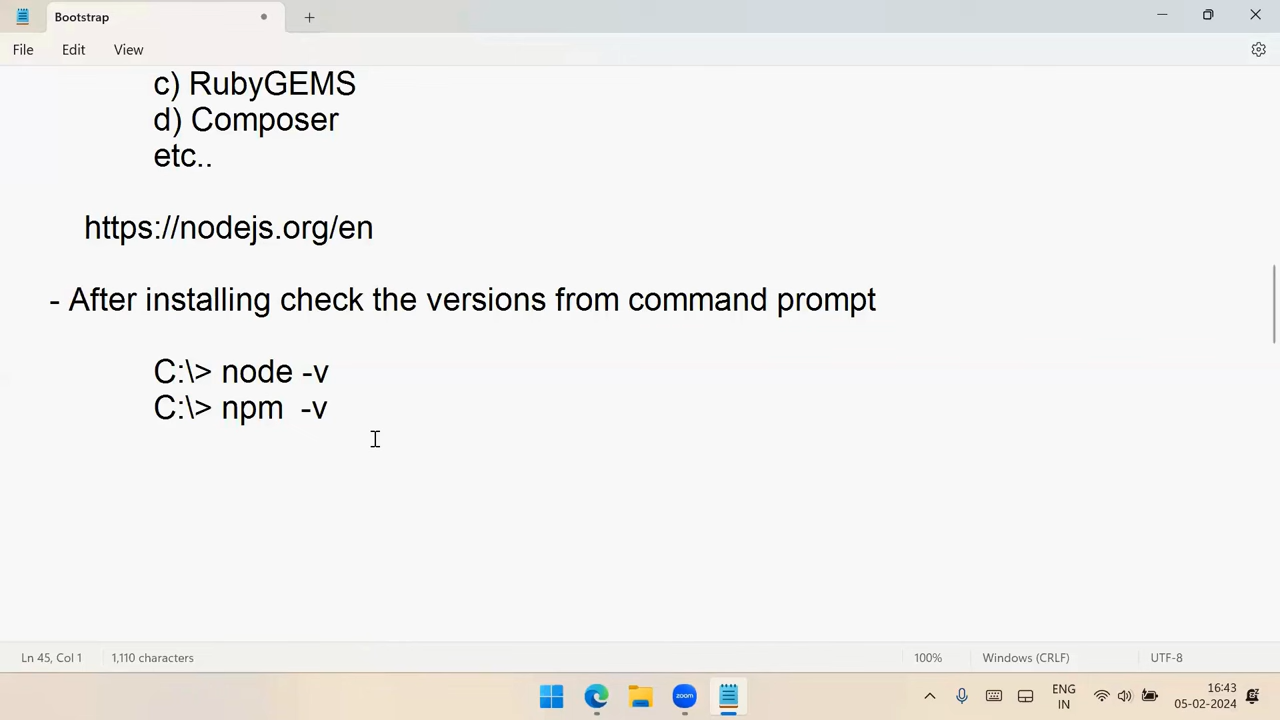 Bootstrap
File Edit View
c) RubyGEMS
d) Composer
etc..
https://nodejs.org/en
- After installing check the versions from command prompt
C:\> node -v
C:\> npm  -v
Ln 45, Col 1 1,110 characters 100% Windows (CRLF) UTF-8
zoom
ENG
IN
16:43
05-02-2024